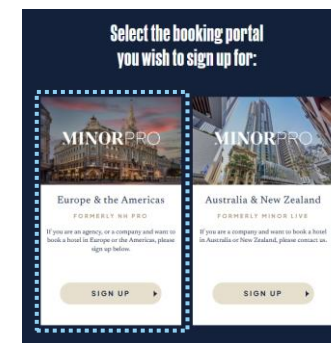 Select the booking portal
you wish to sign up for:
MINORPRO
Europe & the Americas
FORMERLY NH PRO
If you are an agency, or a company and want to
book a hotel in Europe or the Americas, please
sign up below.
SIGN UP
MINORPRO
Australia & New Zealand
FORMERLY MINOR LIVE
If you are a company and want to book a hotel
in Australia or New Zealand, please contact us.
SIGN UP